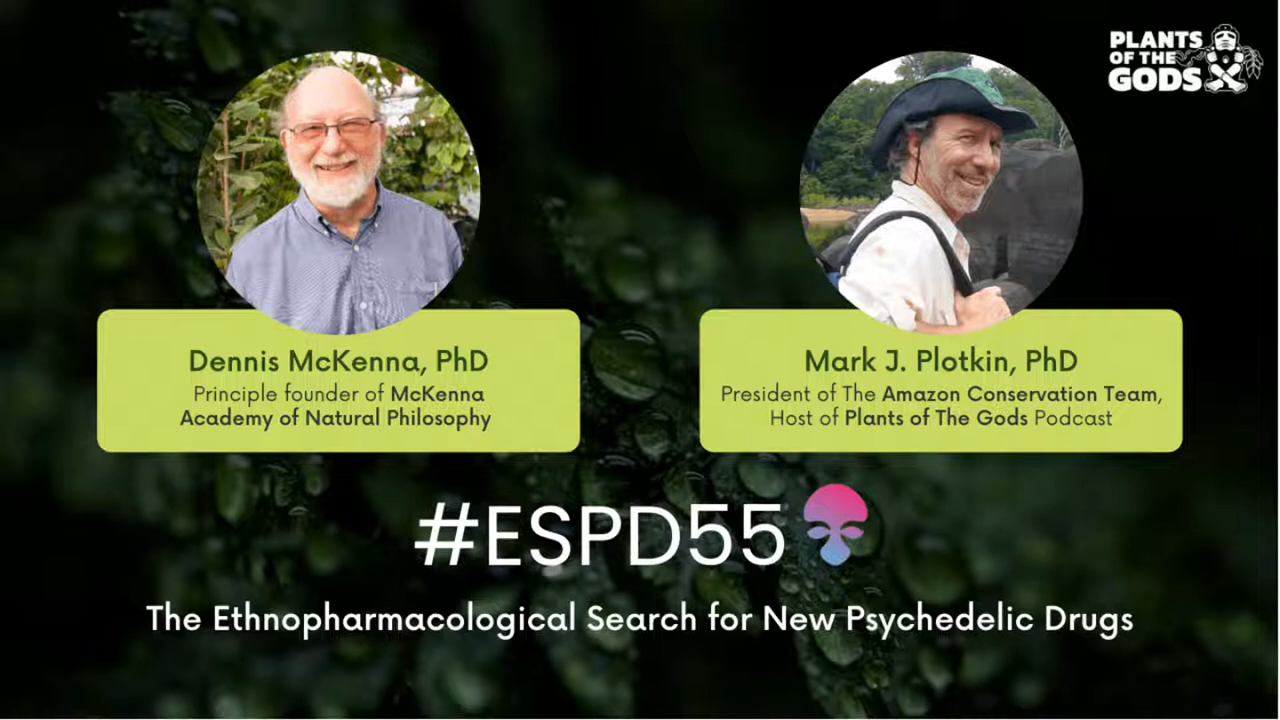 PLANTS
OF THE
GODS
Dennis McKenna, PhD
Principle founder of McKenna
Academy of Natural Philosophy
Mark J. Plotkin, PhD
President of The Amazon Conservation Team,
Host of Plants of The Gods Podcast
#ESPD55
The Ethnopharmacological Search for New Psychedelic Drugs